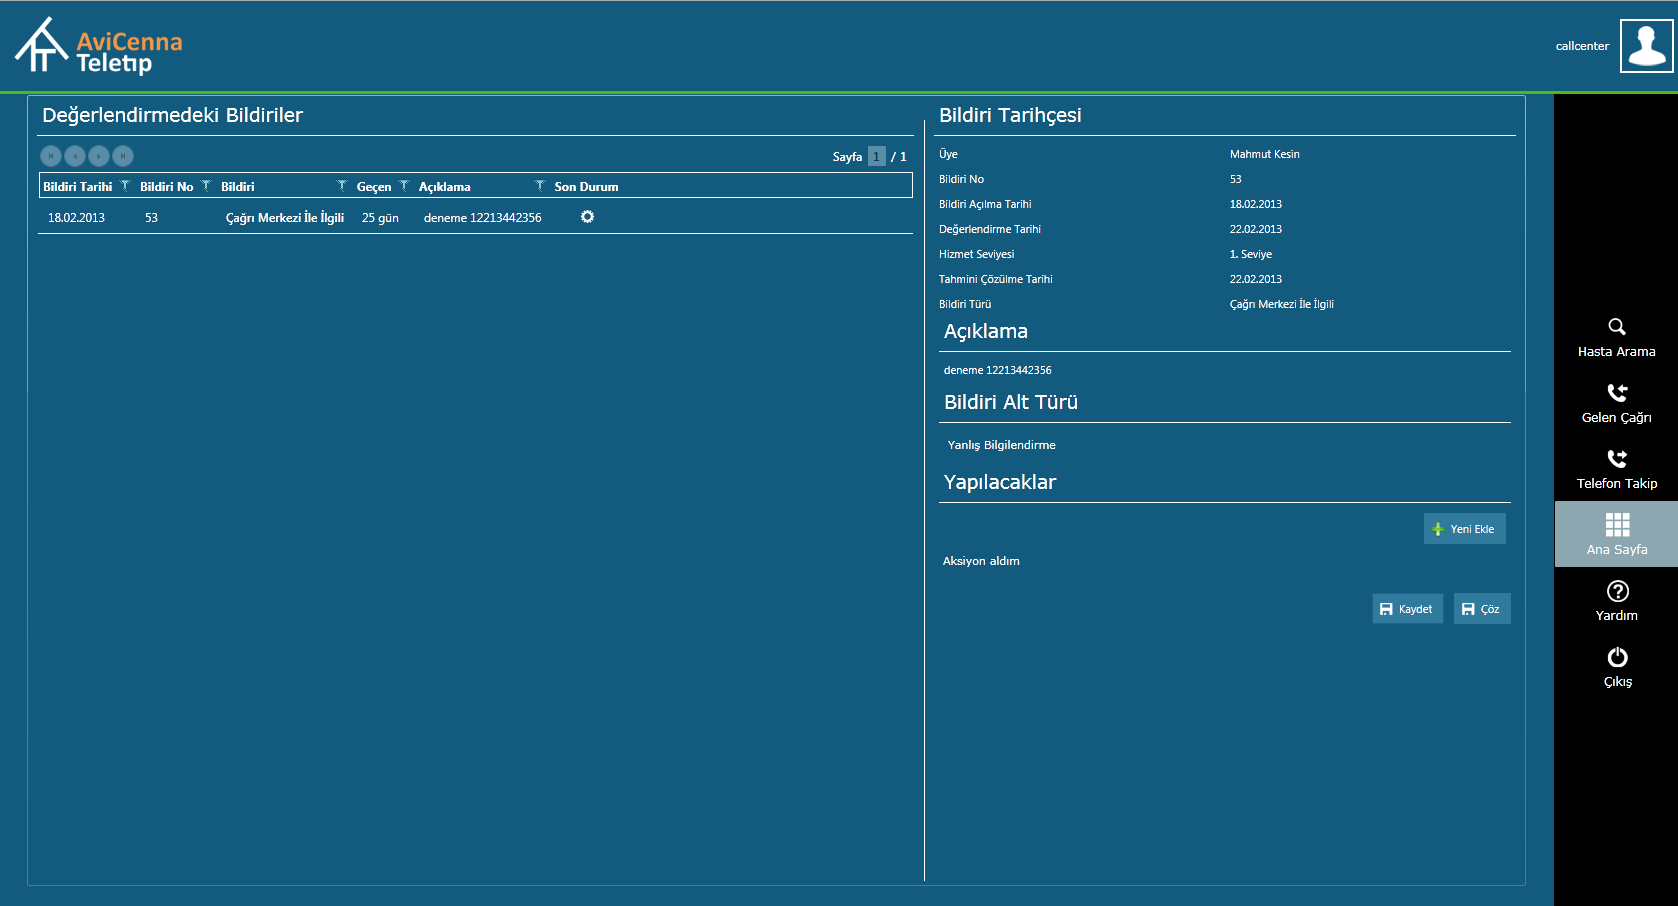 AviCenna
Teletıp
callcenter
Değerlendirmedeki Bildiriler
Sayfa 1 / 1
Bildiri Tarihi Bildiri No Bildiri Geçen Açıklama Son Durum
18.02.2013 53 Çağrı Merkezi İle İlgili 25 gün deneme 12213442356
Bildiri Tarihçesi
Üye Mahmut Kesin
Bildiri No 53
Bildiri Açılma Tarihi 18.02.2013
Değerlendirme Tarihi 22.02.2013
Hizmet Seviyesi 1. Seviye
Tahmini Çözülme Tarihi 22.02.2013
Bildiri Türü Çağrı Merkezi İle İlgili
Açıklama
deneme 12213442356
Bildiri Alt Türü
Yanlış Bilgilendirme
Yapılacaklar
Yeni Ekle
Aksiyon aldım
Kaydet Çöz
Hasta Arama
Gelen Çağrı
Telefon Takip
Ana Sayfa
Yardım
Çıkış